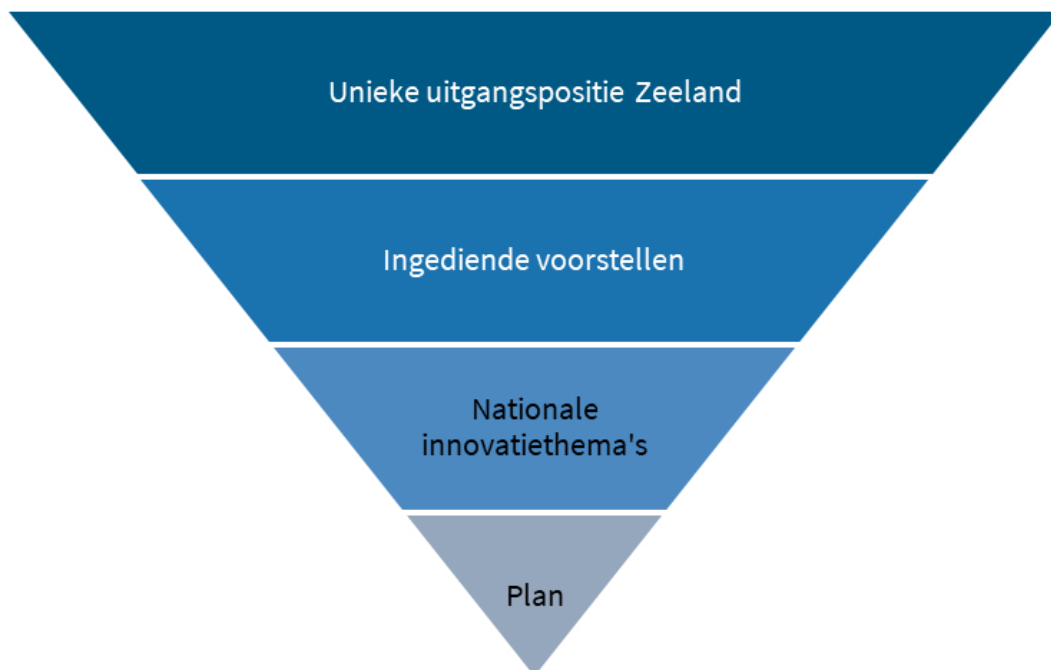 Unieke uitgangspositie Zeeland
Ingediende voorstellen
Nationale
innovatiethema's
Plan